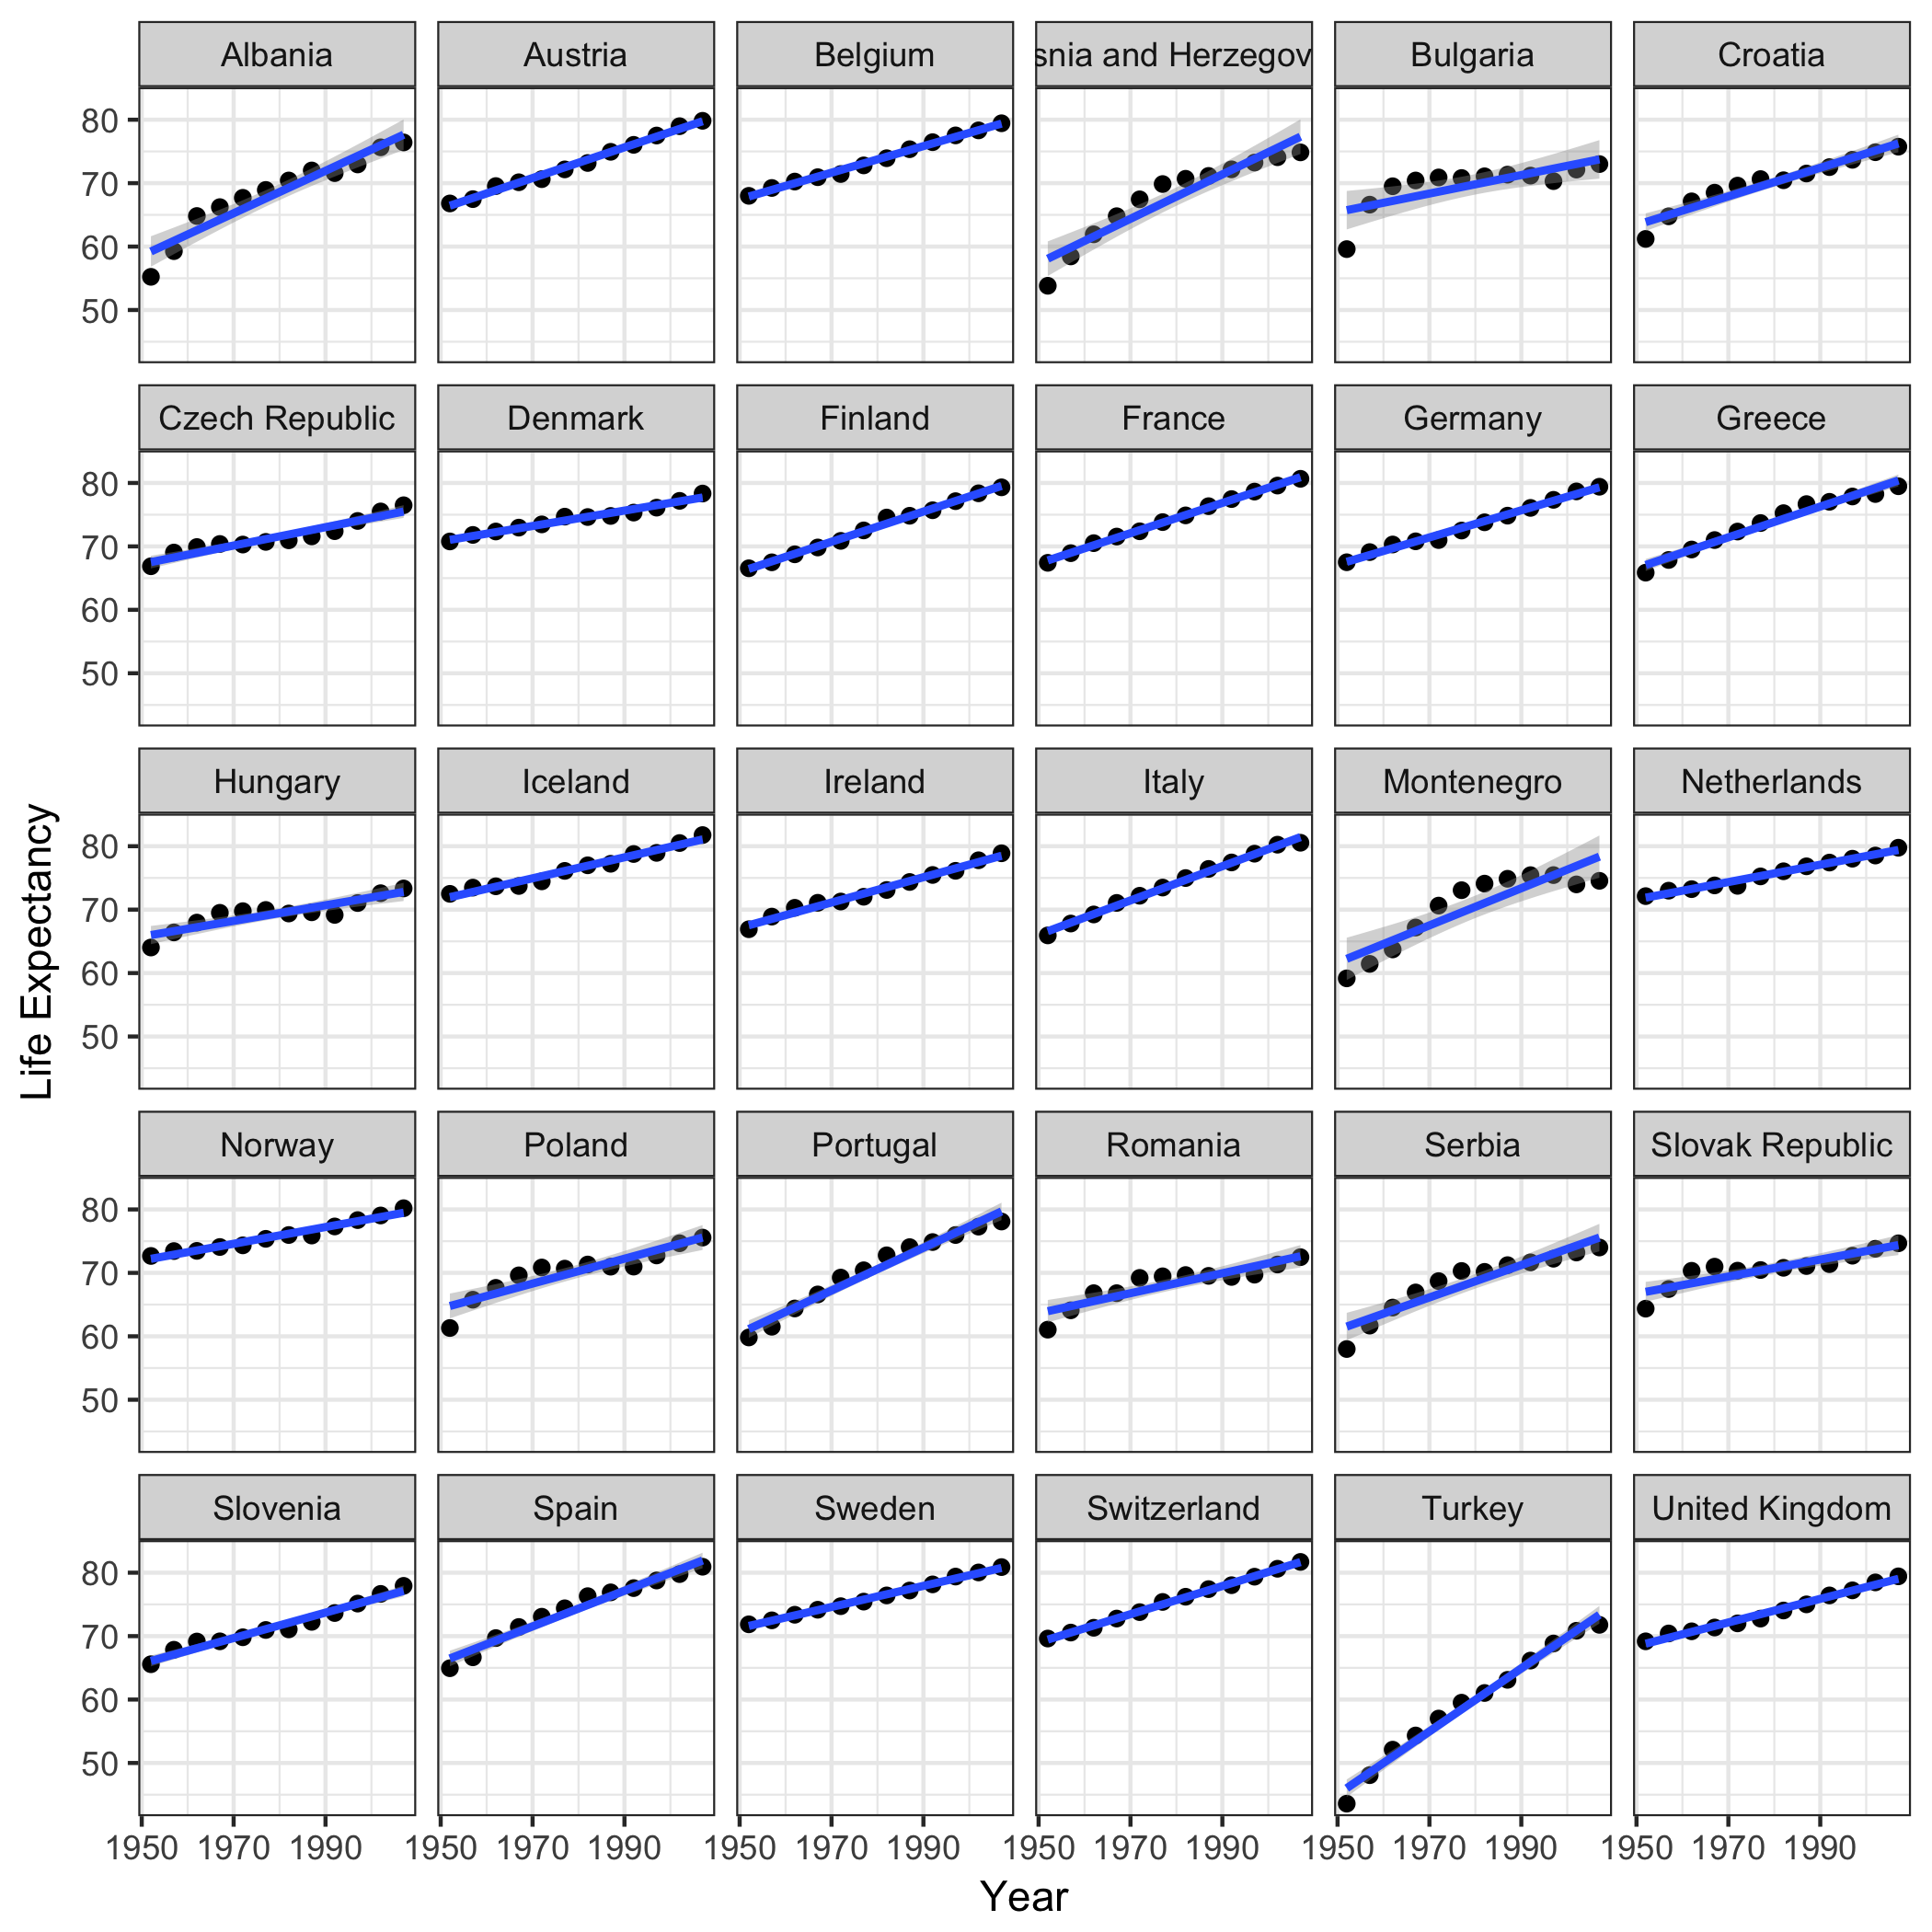 Albania Austria Belgium snia and Herzegov Bulgaria Croatia
80
70
60
50
Czech Republic Denmark Finland France Germany Greece
80
70
60
50
Hungary Iceland Ireland Italy Montenegro Netherlands
80
70
60
50
Norway Poland Portugal Romania Serbia Slovak Republic
80
70
60
50
Slovenia Spain Sweden Switzerland Turkey United Kingdom
80
70
60
50
1950 1970 1990 1950 1970 1990 1950 1970 1990 1950 1970 1990 1950 1970 1990 1950 1970 1990
Year
Life Expectancy